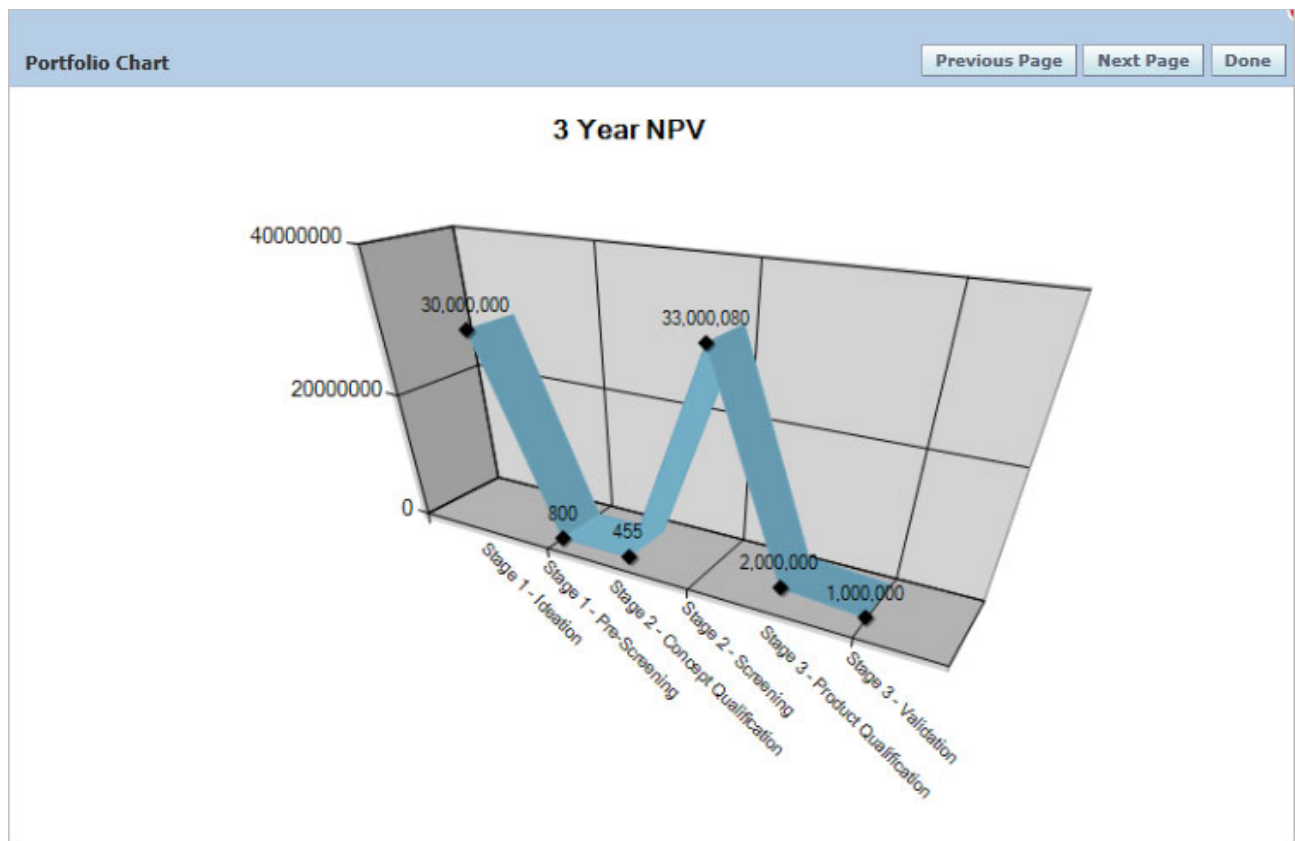 Portfolio Chart
Previous Page
Next Page
Done
3 Year NPV
40000000
20000000
0
30,000,000
800
455
33,000,080
2,000,000
1,000,000
Stage 1 - Ideation
Stage 1 - Pre-Screening
Stage 2 - Concept Qualification
Stage 2 - Screening
Stage 3 - Product Qualification
Stage 3 - Validation